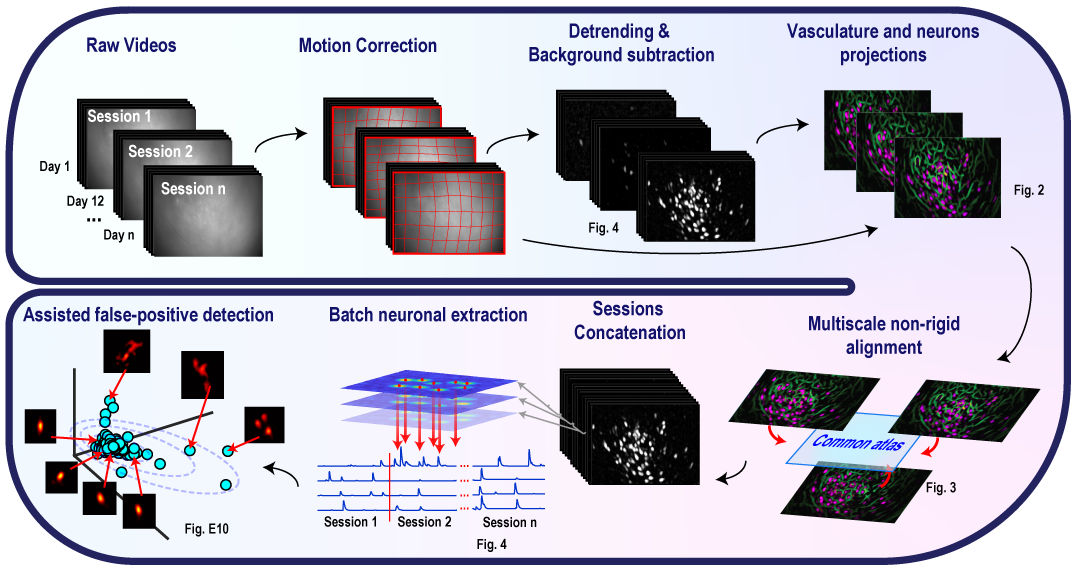 Raw Videos
Motion Correction
Detrending &
Background subtraction
Vasculature and neurons
projections
Session 1
Session 2
Session n
Day 1
Day 12
...
Day n
Fig. 4
Fig. 2
Assisted false-positive detection
Batch neuronal extraction
Sessions
Concatenation
Multiscale non-rigid
alignment
Common atlas
Fig. 3
...
...
...
...
Session 1
Session 2
...
Session n
Fig. E10
Fig. 4